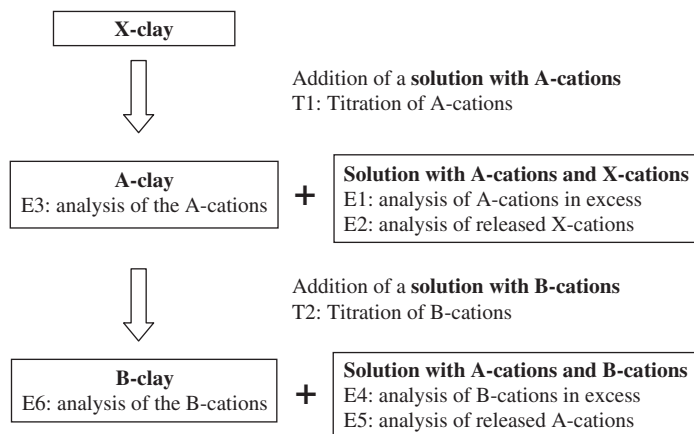 X-clay
Addition of a solution with A-cations
T1: Titration of A-cations
A-clay
E3: analysis of the A-cations
+
Solution with A-cations and X-cations
E1: analysis of A-cations in excess
E2: analysis of released X-cations
Addition of a solution with B-cations
T2: Titration of B-cations
B-clay
E6: analysis of the B-cations
+
Solution with A-cations and B-cations
E4: analysis of B-cations in excess
E5: analysis of released A-cations